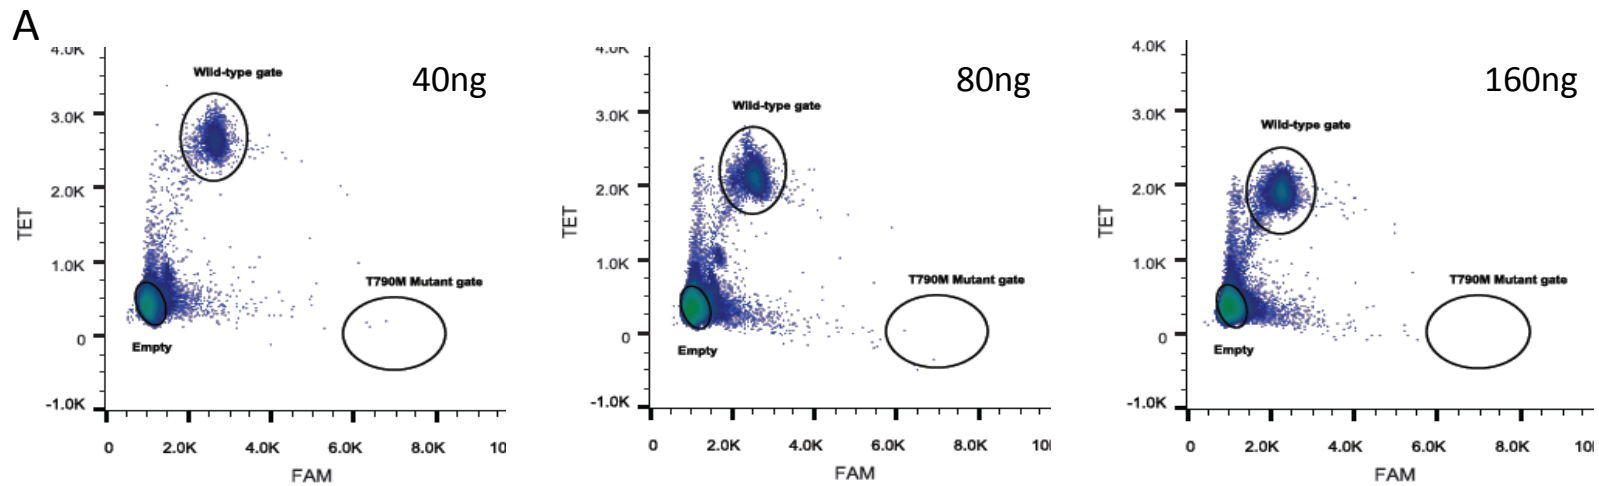 A
40ng
4.0K
3.0K
2.0K
1.0K
0
-1.0K
TET
Wild-type gate
T790M Mutant gate
Empty
0 2.0K 4.0K 6.0K 8.0K
FAM
80ng
4.0K
3.0K
2.0K
1.0K
0
-1.0K
TET
Wild-type gate
T790M Mutant gate
Empty
0 2.0K 4.0K 6.0K 8.0K
FAM
160ng
4.0K
3.0K
2.0K
1.0K
0
-1.0K
TET
Wild-type gate
T790M Mutant gate
Empty
0 2.0K 4.0K 6.0K 8.0K
FAM